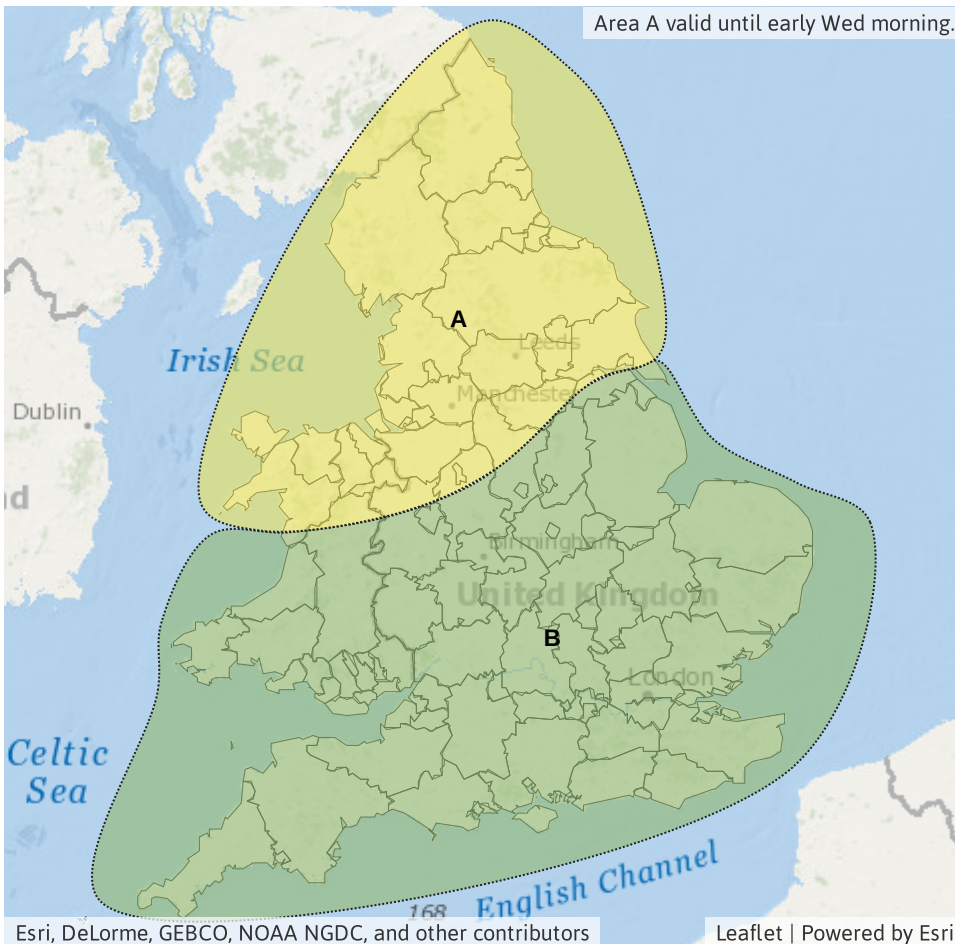 Area A valid until early Wed morning.
A
Leeds
Irish Sea
Manchester
Dublin
nd
Birmingham
United Kingdom
B
London
Celtic
Sea
English Channel
168
Esri, DeLorme, GEBCO, NOAA NGDC, and other contributors
Leaflet | Powered by Esri